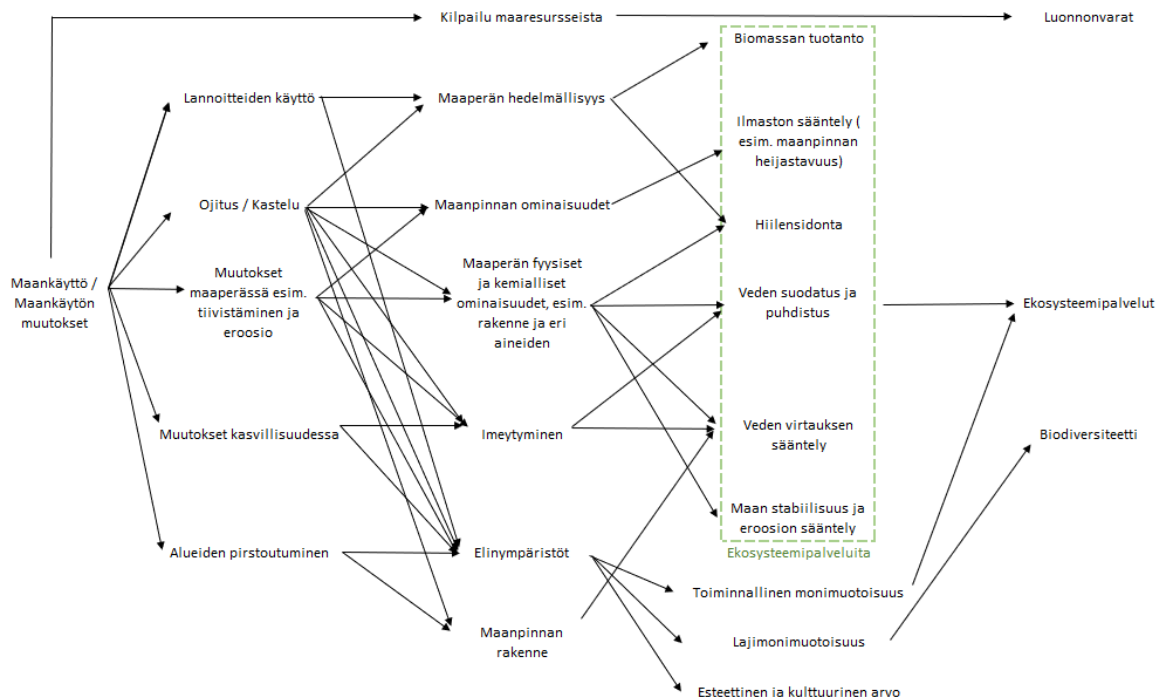 Kilpailu maaresursseista
Luonnonvarat
Biomassan tuotanto
Lannoitteiden käyttö
Maaperän hedelmällisyys
Ilmaston sääntely (
esim. maanpinnan
heijastavuus)
Ojitus / Kastelu
Maanpinnan ominaisuudet
Hiilensidonta
Maankäyttö /
Maankäytön
muutokset
Muutokset
maaperässä esim.
tiivistäminen ja
eroosio
Maaperän fyysiset
ja kemialliset
ominaisuudet, esim.
rakenne ja eri
aineiden
Veden suodatus ja
puhdistus
Ekosysteemipalvelut
Muutokset kasvillisuudessa
Imeytyminen
Veden virtauksen
sääntely
Biodiversiteetti
Maan stabiilisuus ja
eroosion sääntely
Ekosysteemipalveluita
Alueiden pirstoutuminen
Elinympäristöt
Toiminnallinen monimuotoisuus
Maanpinnan
rakenne
Lajimonimuotoisuus
Esteettinen ja kulttuurinen arvo